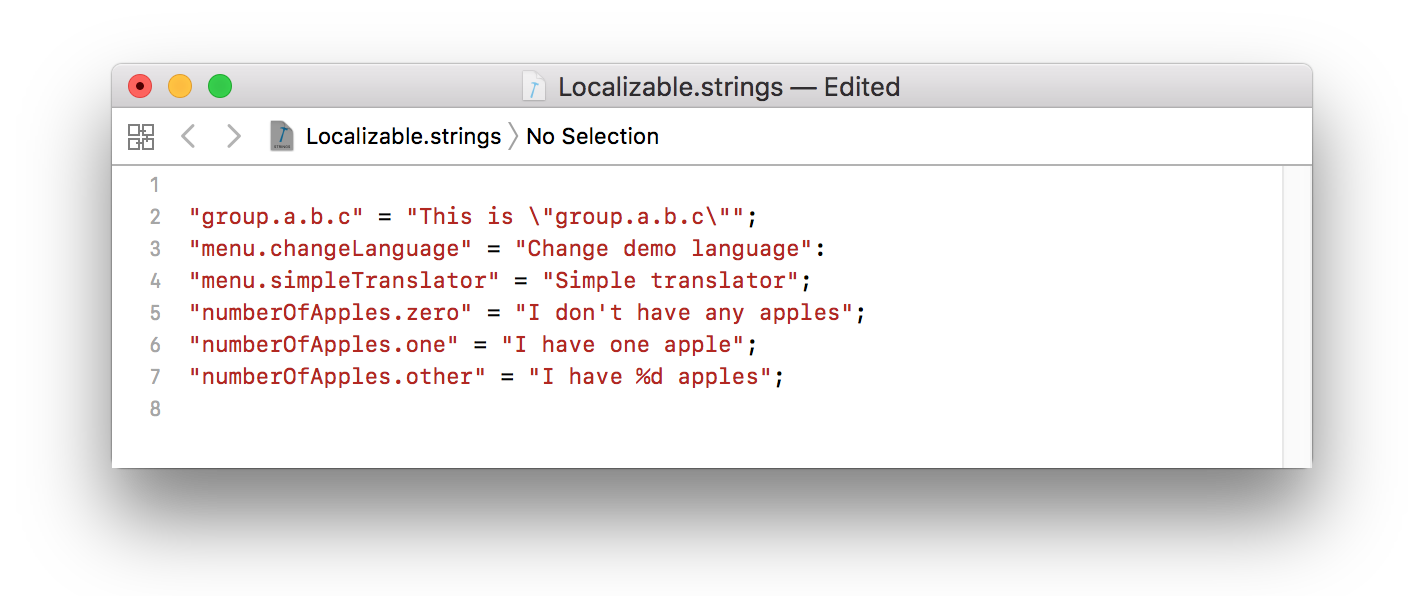 Localizable.strings — Edited
Localizable.strings 〉 No Selection
1
2 "group.a.b.c" = "This is \"group.a.b.c\"";
3 "menu.changeLanguage" = "Change demo language":
4 "menu.simpleTranslator" = "Simple translator";
5 "numberOfApples.zero" = "I don't have any apples";
6 "numberOfApples.one" = "I have one apple";
7 "numberOfApples.other" = "I have %d apples";
8